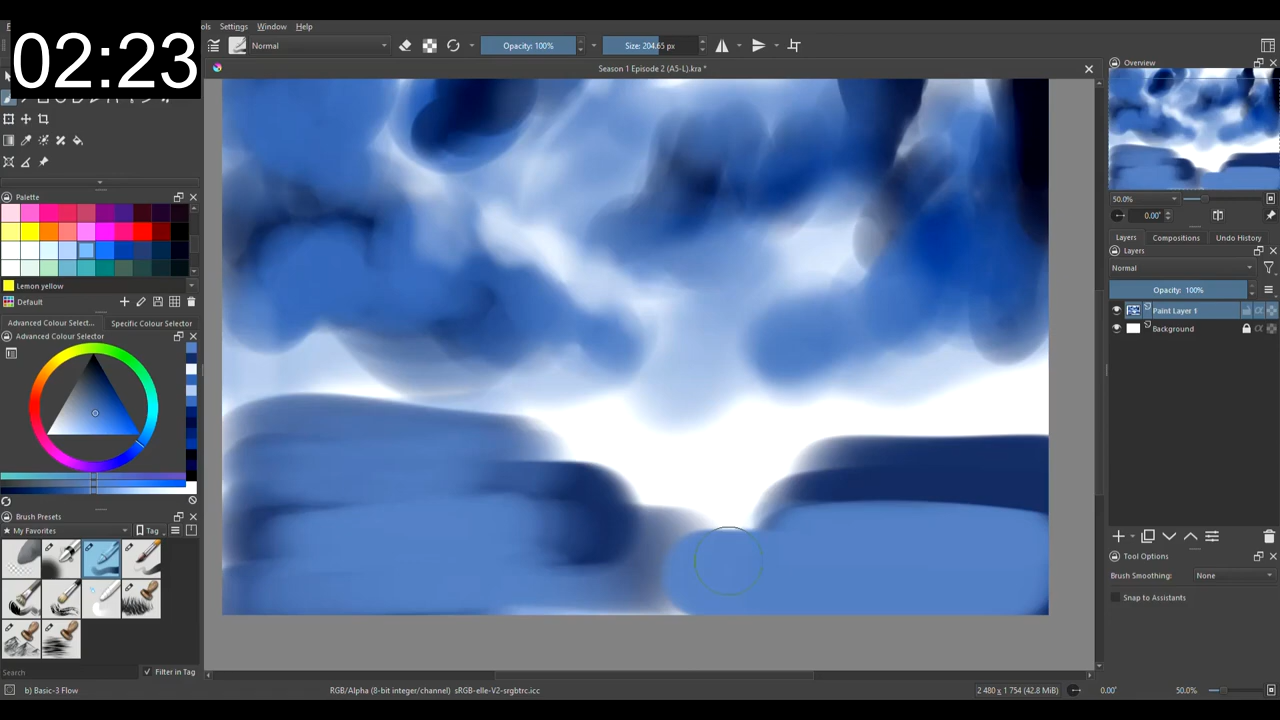 02:23
ols Settings Window Help
Normal
Opacity: 100%
Size: 204.65 px
Season 1 Episode 2 (A5-L).kra *
Overview
50.0%
0.00°
Palette
Lemon yellow
Default
Advanced Colour Select...
Specific Colour Selector
Advanced Colour Selector
Brush Presets
My Favorites
Tag
Search
Filter in Tag
Layers
Compositions
Undo History
Layers
Normal
Opacity: 100%
Paint Layer 1
Background
Tool Options
Brush Smoothing:
None
Snap to Assistants
b) Basic-3 Flow
RGB/Alpha (8-bit integer/channel) sRGB-elle-V2-srgbtrc.icc
2 480 x 1 754 (42.8 MiB)
0.00°
50.0%